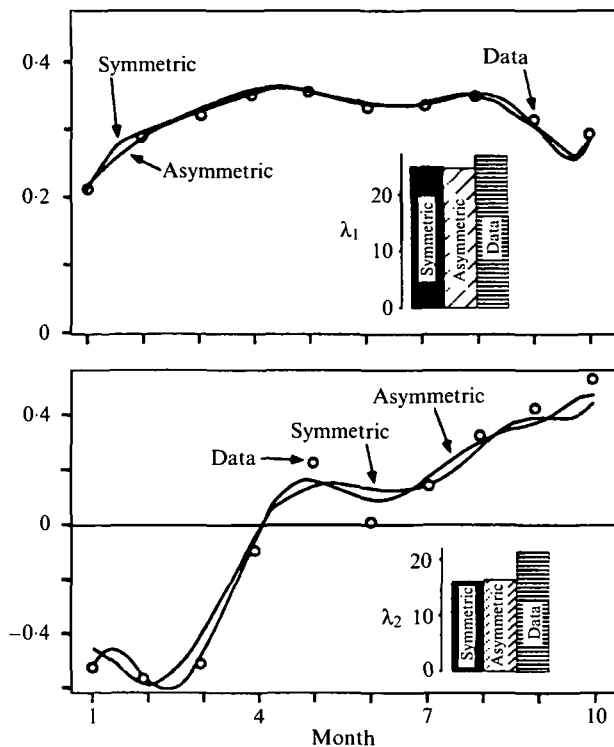 0·4
Symmetric
Data
0·2
Asymmetric
20
λ1
10
0
Symmetric
Asymmetric
Data
0
0·4
Asymmetric
Symmetric
Data
0
20
λ2
10
0
Symmetric
Asymmetric
Data
−0·4
1
4
7
10
Month